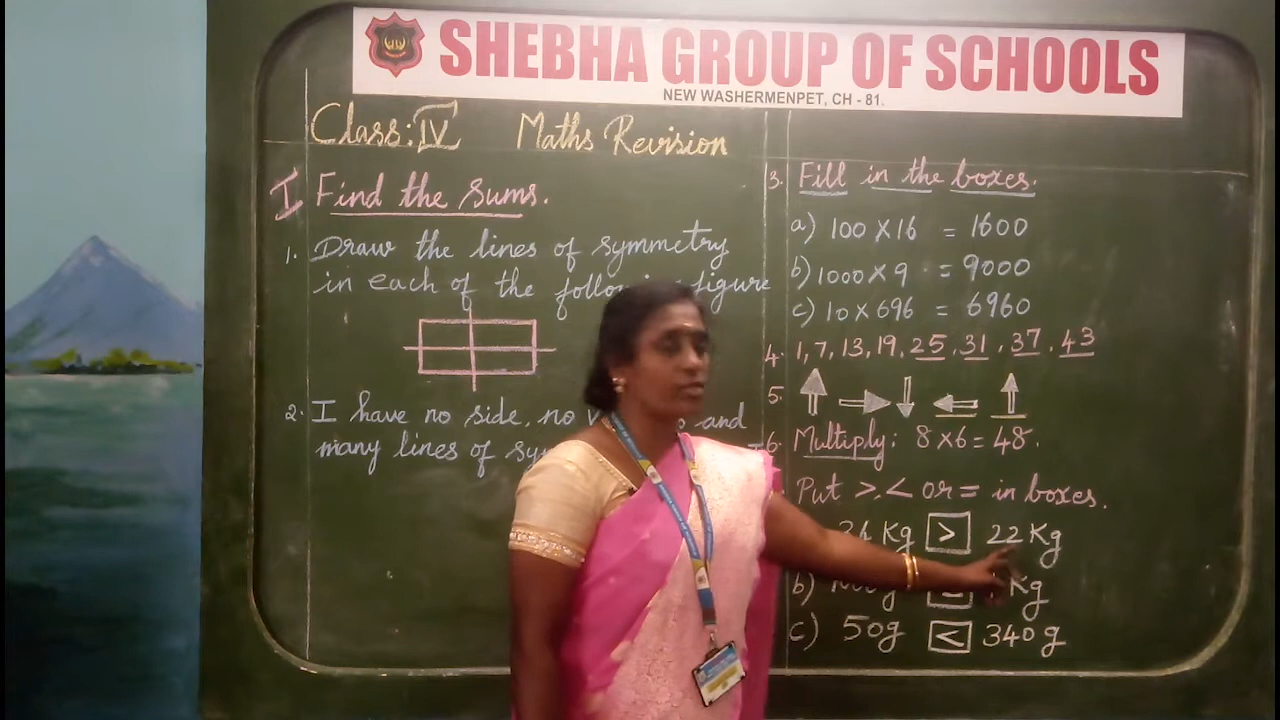 SHEBHA GROUP OF SCHOOLS
NEW WASHERMENPET, CH - 81.
Class: IV Maths Revision
I Find the sums.
1. Draw the lines of symmetry
in each of the figure
2. I have no side, no and
many lines of
3. Fill in the boxes.
a) 100 X 16 = 1600
b) 1000 X 9 = 9000
c) 10 X 696 = 6960
4. 1, 7, 13, 19, 25, 31, 37, 43
5.
6. Multiply: 8 X 6 = 48.
Put >, < or = in boxes.
Kg > 22 Kg
b) Kg
c) 50g < 340g